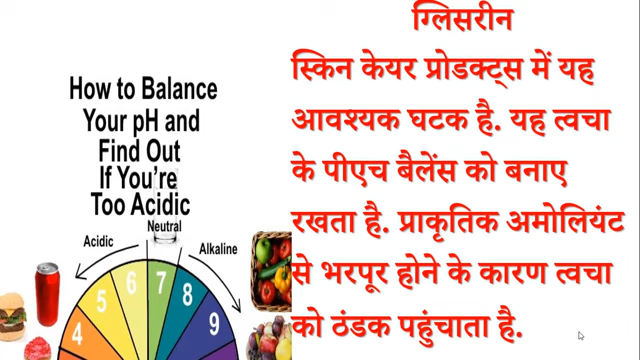 ग्लिसरीन
स्किन केयर प्रोडक्ट्स में यह
आवश्यक घटक है. यह त्वचा
के पीएच बैलेंस को बनाए
रखता है. प्राकृतिक अमोलियंट
से भरपूर होने के कारण त्वचा
को ठंडक पहुंचाता है.
How to Balance
Your pH and
Find Out
If You're
Too Acidic
Neutral
Acidic
Alkaline
4
5
6
7
8
9